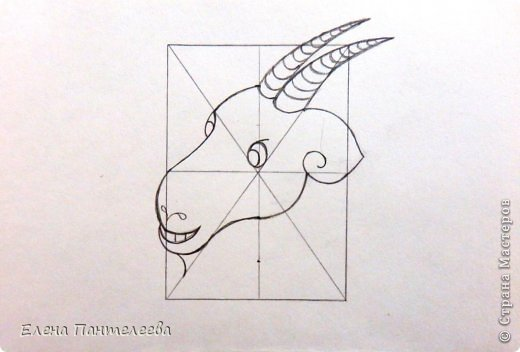 Елена Пантелеева
© Страна Мастеров